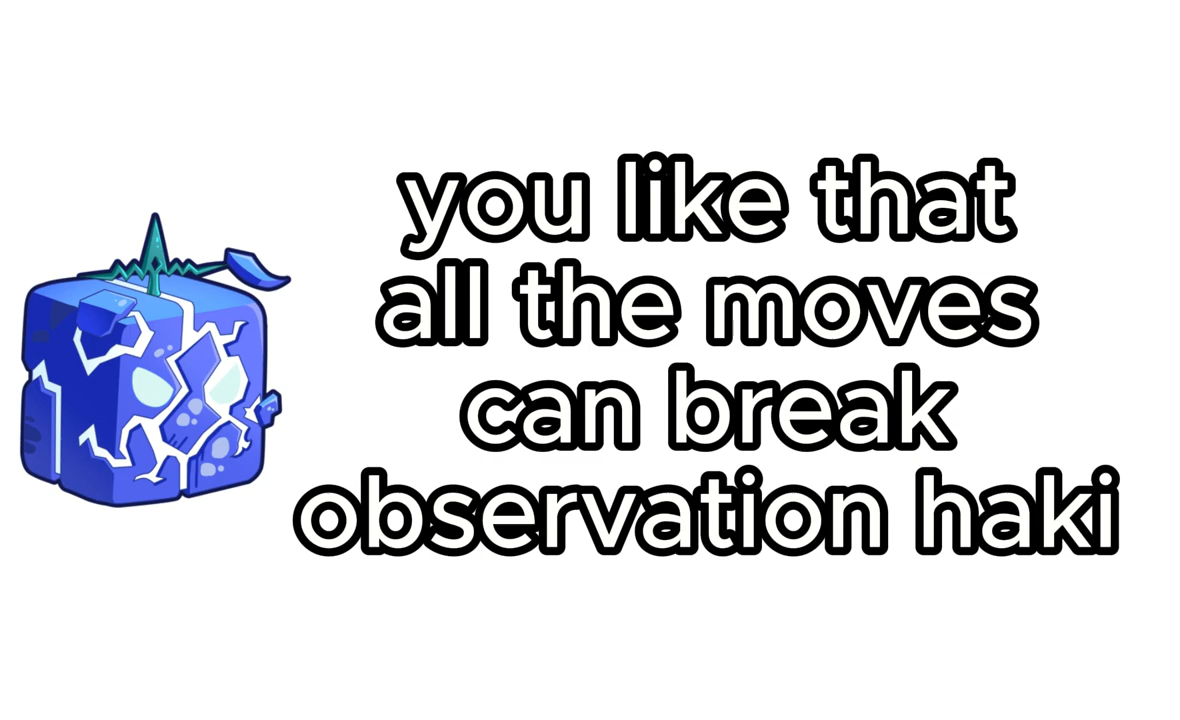 you like that
all the moves
can break
observation haki